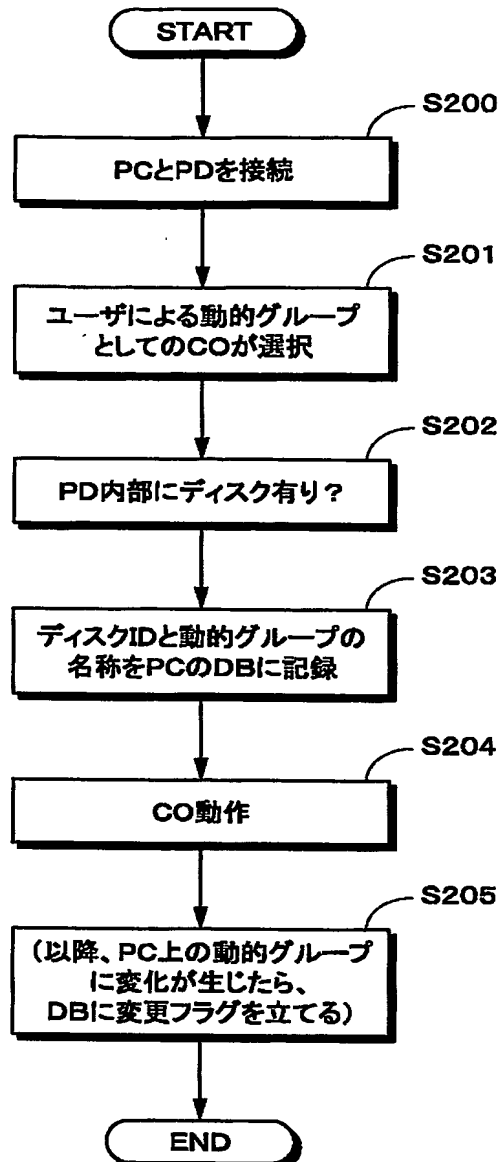 START
S200
PCとPDを接続
S201
ユーザによる動的グループ
としてのCOが選択
S202
PD内部にディスク有り?
S203
ディスクIDと動的グループの
名称をPCのDBに記録
S204
CO動作
S205
(以降、PC上の動的グループ
に変化が生じたら、
DBに変更フラグを立てる)
END